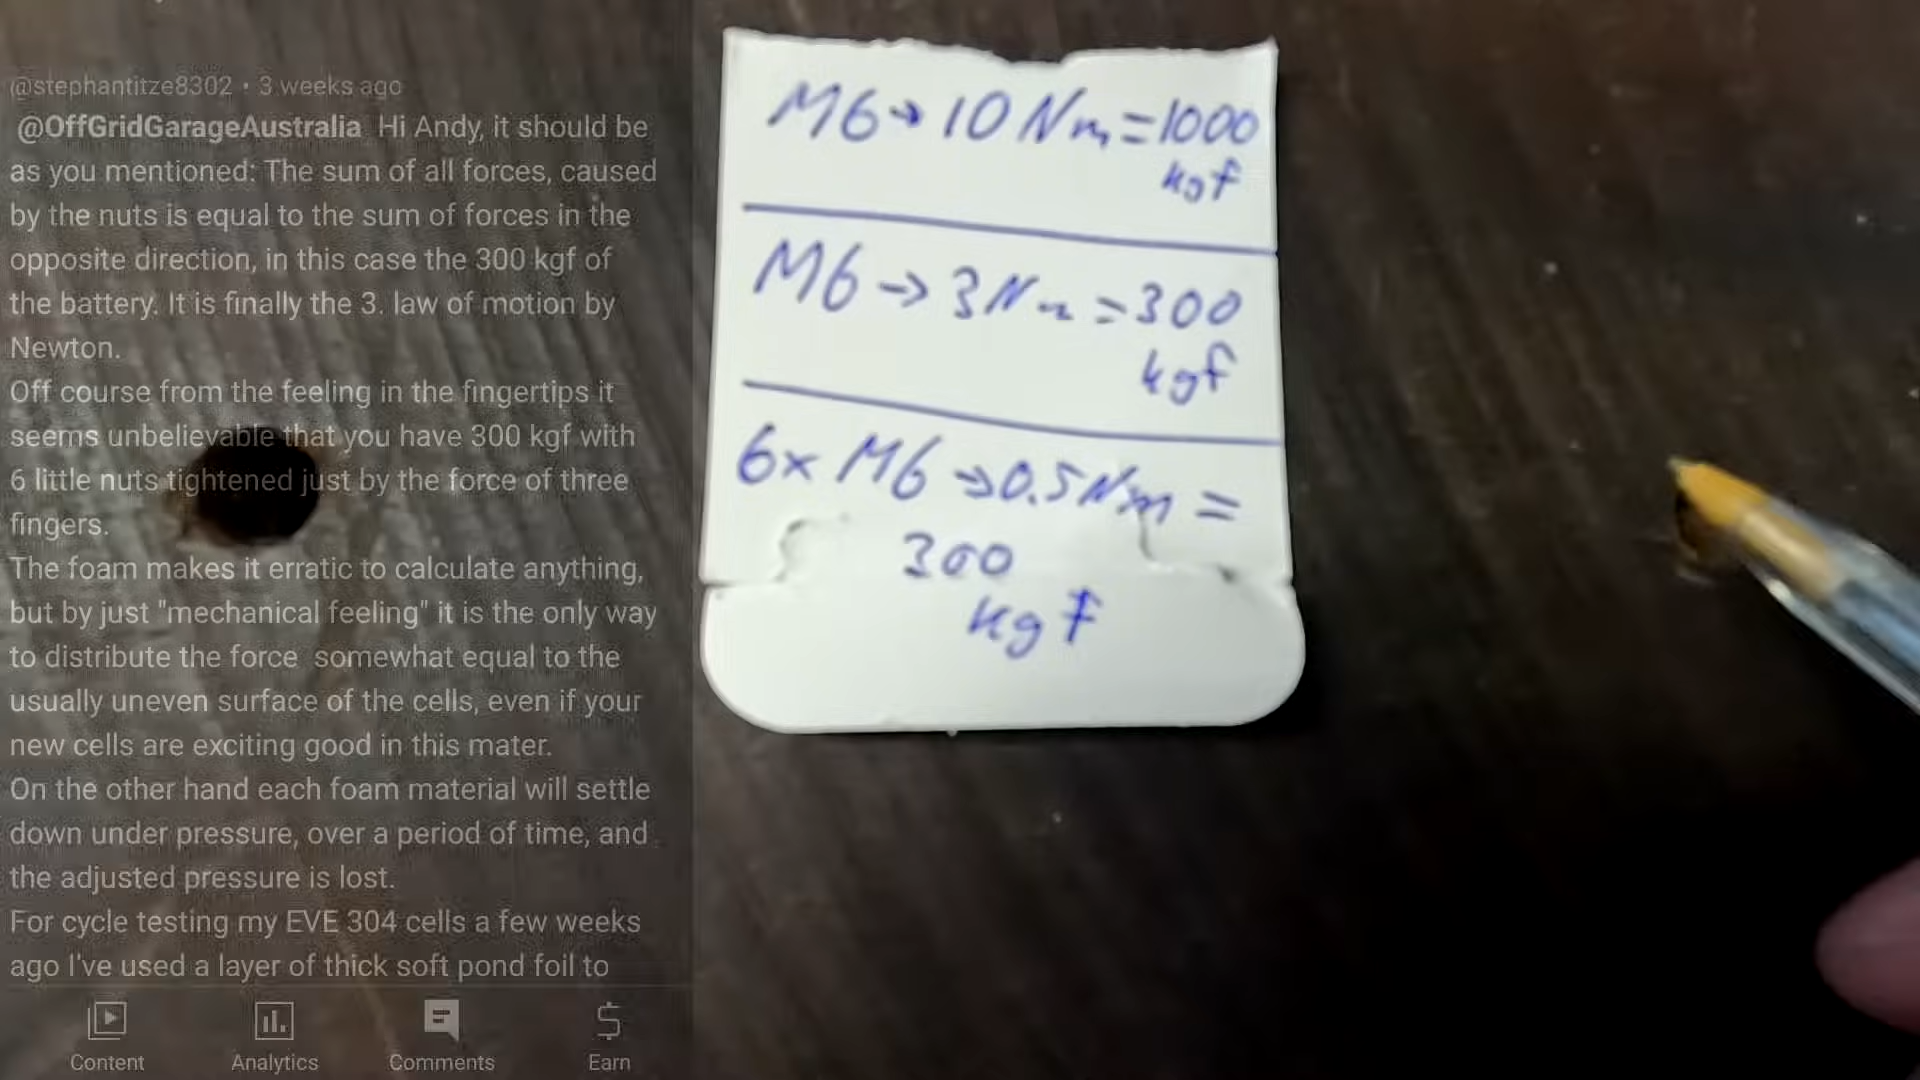 @stephantitze8302 • 3 weeks ago
@OffGridGarageAustralia Hi Andy, it should be
as you mentioned: The sum of all forces, caused
by the nuts is equal to the sum of forces in the
opposite direction, in this case the 300 kgf of
the battery. It is finally the 3. law of motion by
Newton.
Off course from the feeling in the fingertips it
seems unbelievable that you have 300 kgf with
6 little nuts tightened just by the force of three
fingers.
The foam makes it erratic to calculate anything,
but by just "mechanical feeling" it is the only way
to distribute the force somewhat equal to the
usually uneven surface of the cells, even if your
new cells are exciting good in this mater.
On the other hand each foam material will settle
down under pressure, over a period of time, and
the adjusted pressure is lost.
For cycle testing my EVE 304 cells a few weeks
ago I've used a layer of thick soft pond foil to
Content
Analytics
Comments
Earn
M6→10 Nm=1000
kgf
M6→3Nm=300
kgf
6x M6→0.5Nm=
300
kgf